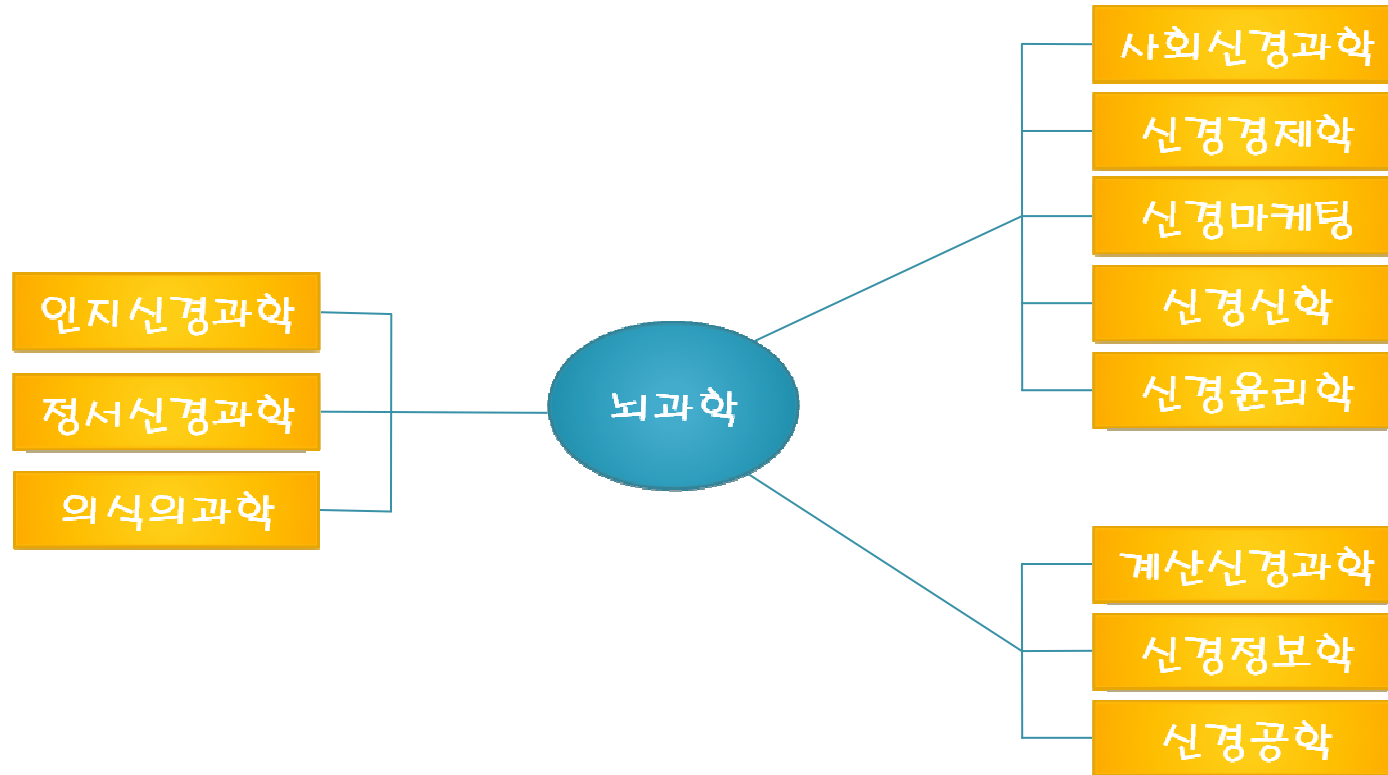 인지신경과학
정서신경과학
의식의과학
뇌과학
사회신경과학
신경경제학
신경마케팅
신경신학
신경윤리학
계산신경과학
신경정보학
신경공학